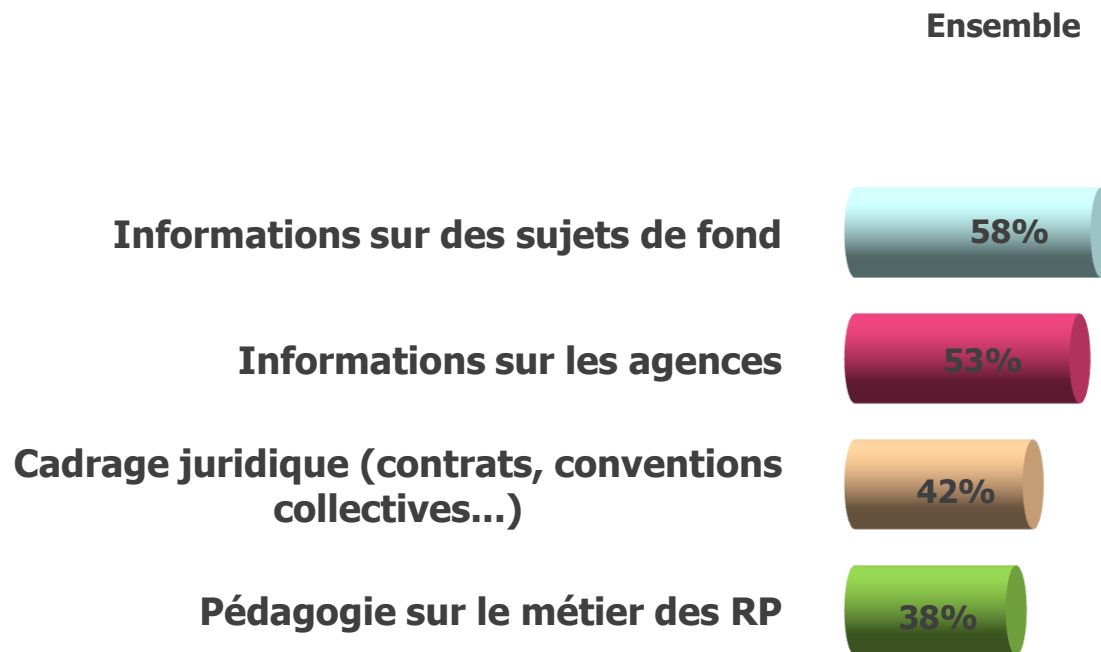 Ensemble
Informations sur des sujets de fond
58%
Informations sur les agences
53%
Cadrage juridique (contrats, conventions
collectives...)
42%
Pédagogie sur le métier des RP
38%